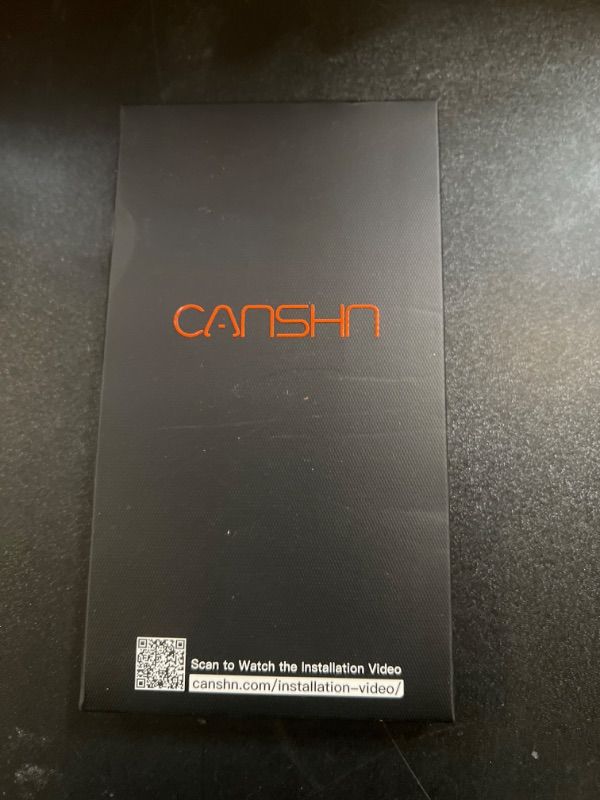 CANSHN
Scan to Watch the Installation Video
canshn.com/installation-video/